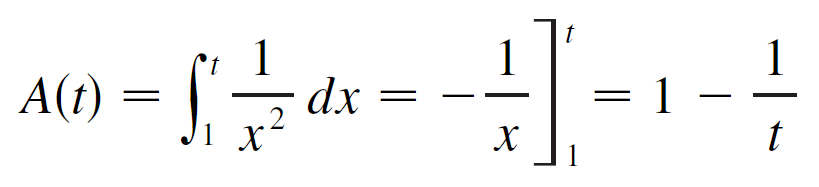 A(t) = ∫₁ᵗ 1/x² dx = −1/x]₁ᵗ = 1 − 1/t